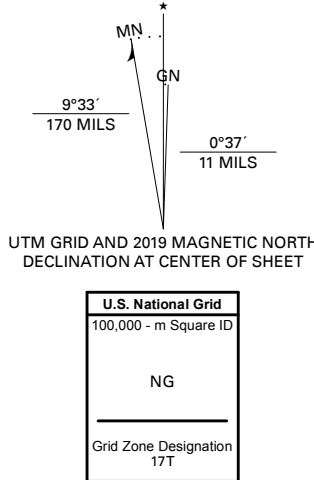 ★
MN
GN
9°33´
170 MILS
0°37´
11 MILS
UTM GRID AND 2019 MAGNETIC NORTH
DECLINATION AT CENTER OF SHEET
U.S. National Grid
100,000 - m Square ID
NG
Grid Zone Designation
17T